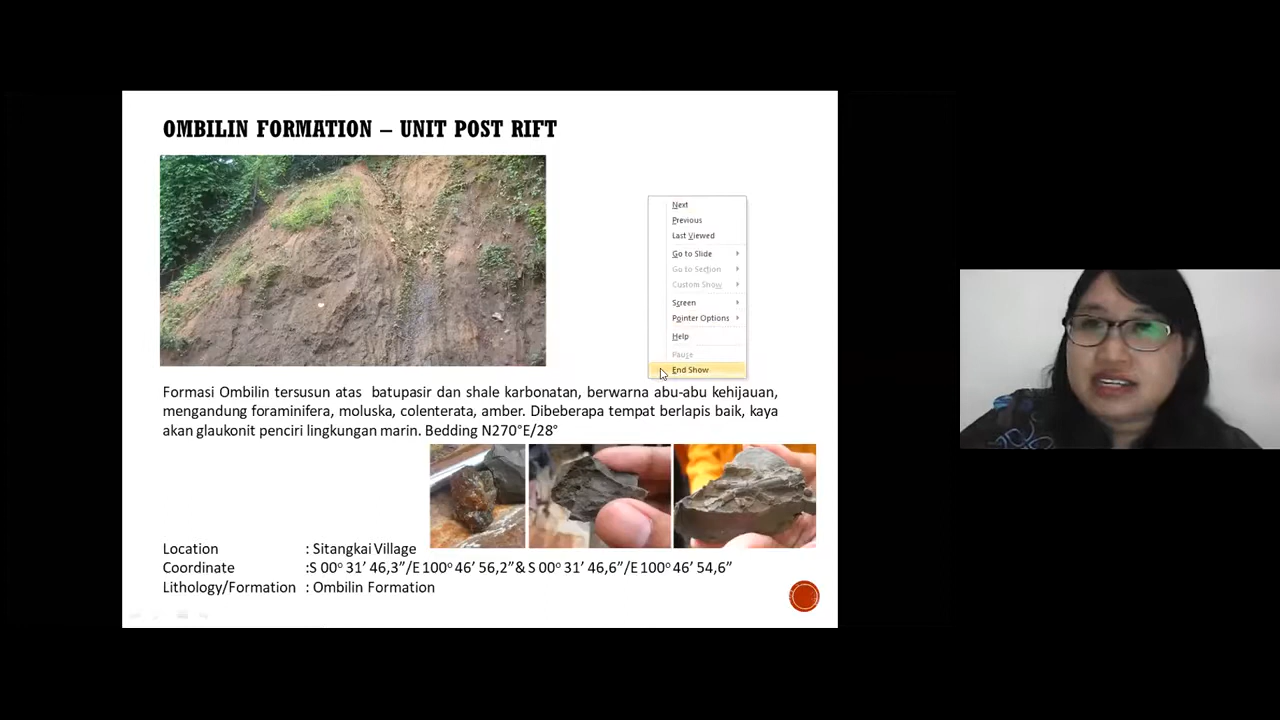 OMBILIN FORMATION – UNIT POST RIFT
Next
Previous
Last Viewed
Go to Slide
Go to Section
Custom Show
Screen
Pointer Options
Help
Pause
End Show
Formasi Ombilin tersusun atas batupasir dan shale karbonatan, berwarna abu-abu kehijauan,
mengandung foraminifera, moluska, colenterata, amber. Dibeberapa tempat berlapis baik, kaya
akan glaukonit penciri lingkungan marin. Bedding N270°E/28°
Location : Sitangkai Village
Coordinate :S 00° 31’ 46,3”/E 100° 46’ 56,2”& S 00° 31’ 46,6”/E 100° 46’ 54,6”
Lithology/Formation : Ombilin Formation